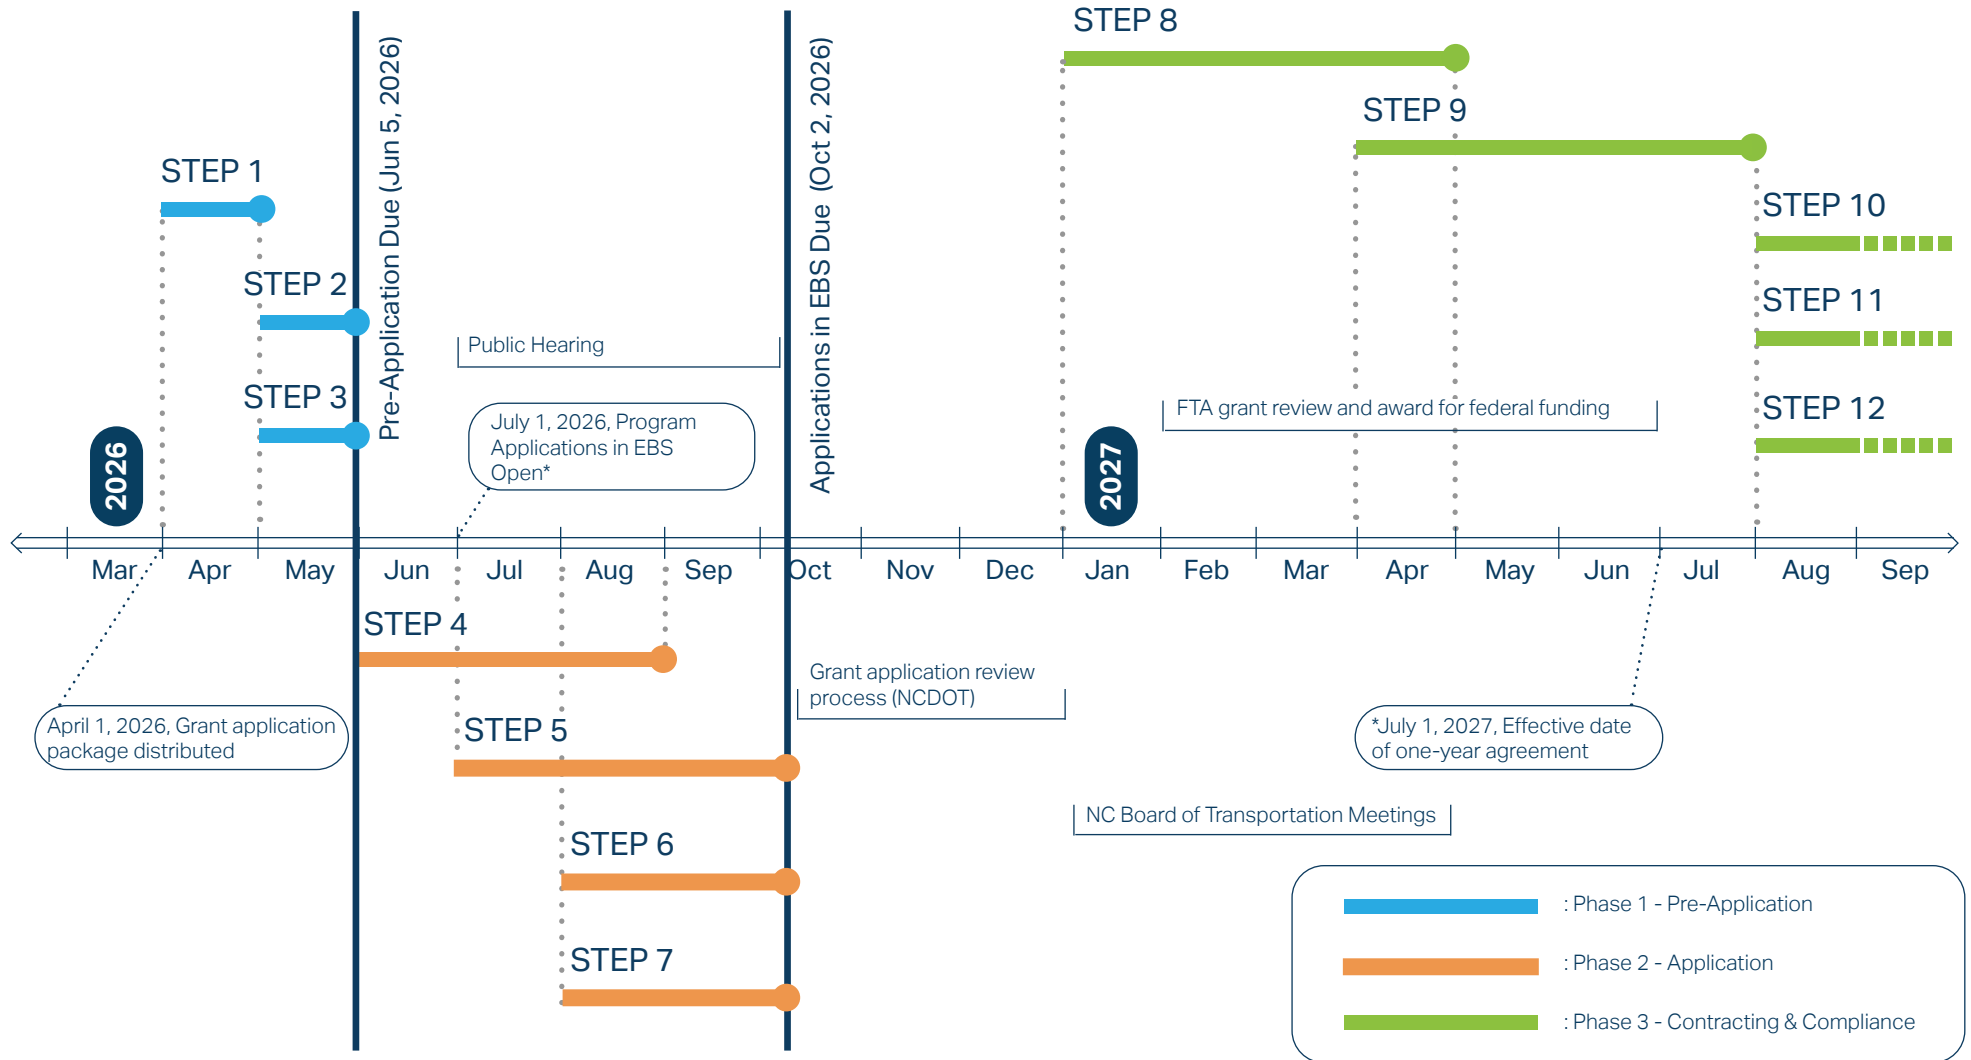 STEP 8
STEP 9
STEP 1
STEP 10
STEP 2
STEP 11
STEP 3
STEP 12
Pre-Application Due (Jun 5, 2026)
Applications in EBS Due (Oct 2, 2026)
Public Hearing
July 1, 2026, Program
Applications in EBS
Open*
FTA grant review and award for federal funding
2026
2027
Mar Apr May Jun Jul Aug Sep Oct Nov Dec Jan Feb Mar Apr May Jun Jul Aug Sep
STEP 4
April 1, 2026, Grant application
package distributed
STEP 5
Grant application review
process (NCDOT)
*July 1, 2027, Effective date
of one-year agreement
STEP 6
NC Board of Transportation Meetings
STEP 7
: Phase 1 - Pre-Application
: Phase 2 - Application
: Phase 3 - Contracting & Compliance